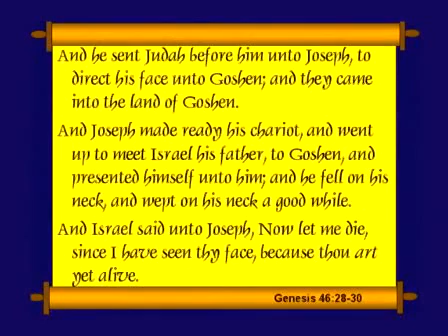 And he sent Judah before him unto Joseph, to
direct his face unto Goshen; and they came
into the land of Goshen.
And Joseph made ready his chariot, and went
up to meet Israel his father, to Goshen, and
presented himself unto him; and he fell on his
neck, and wept on his neck a good while.
And Israel said unto Joseph, Now let me die,
since I have seen thy face, because thou art
yet alive.
Genesis 46:28-30